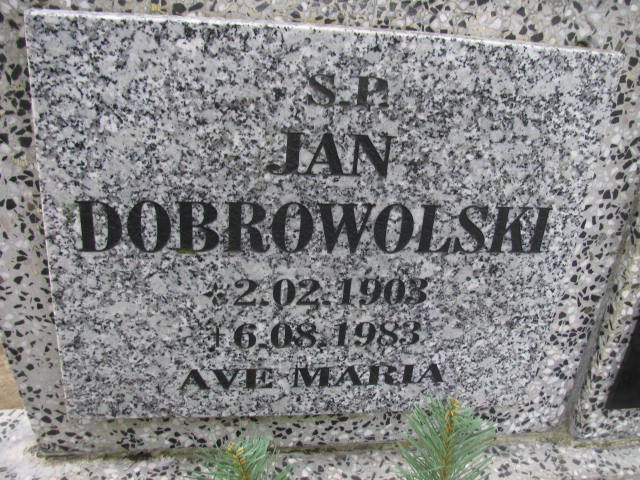 S.P.
JAN
DOBROWOLSKI
* 2.02.1903
+ 6.08.1983
AVE MARIA